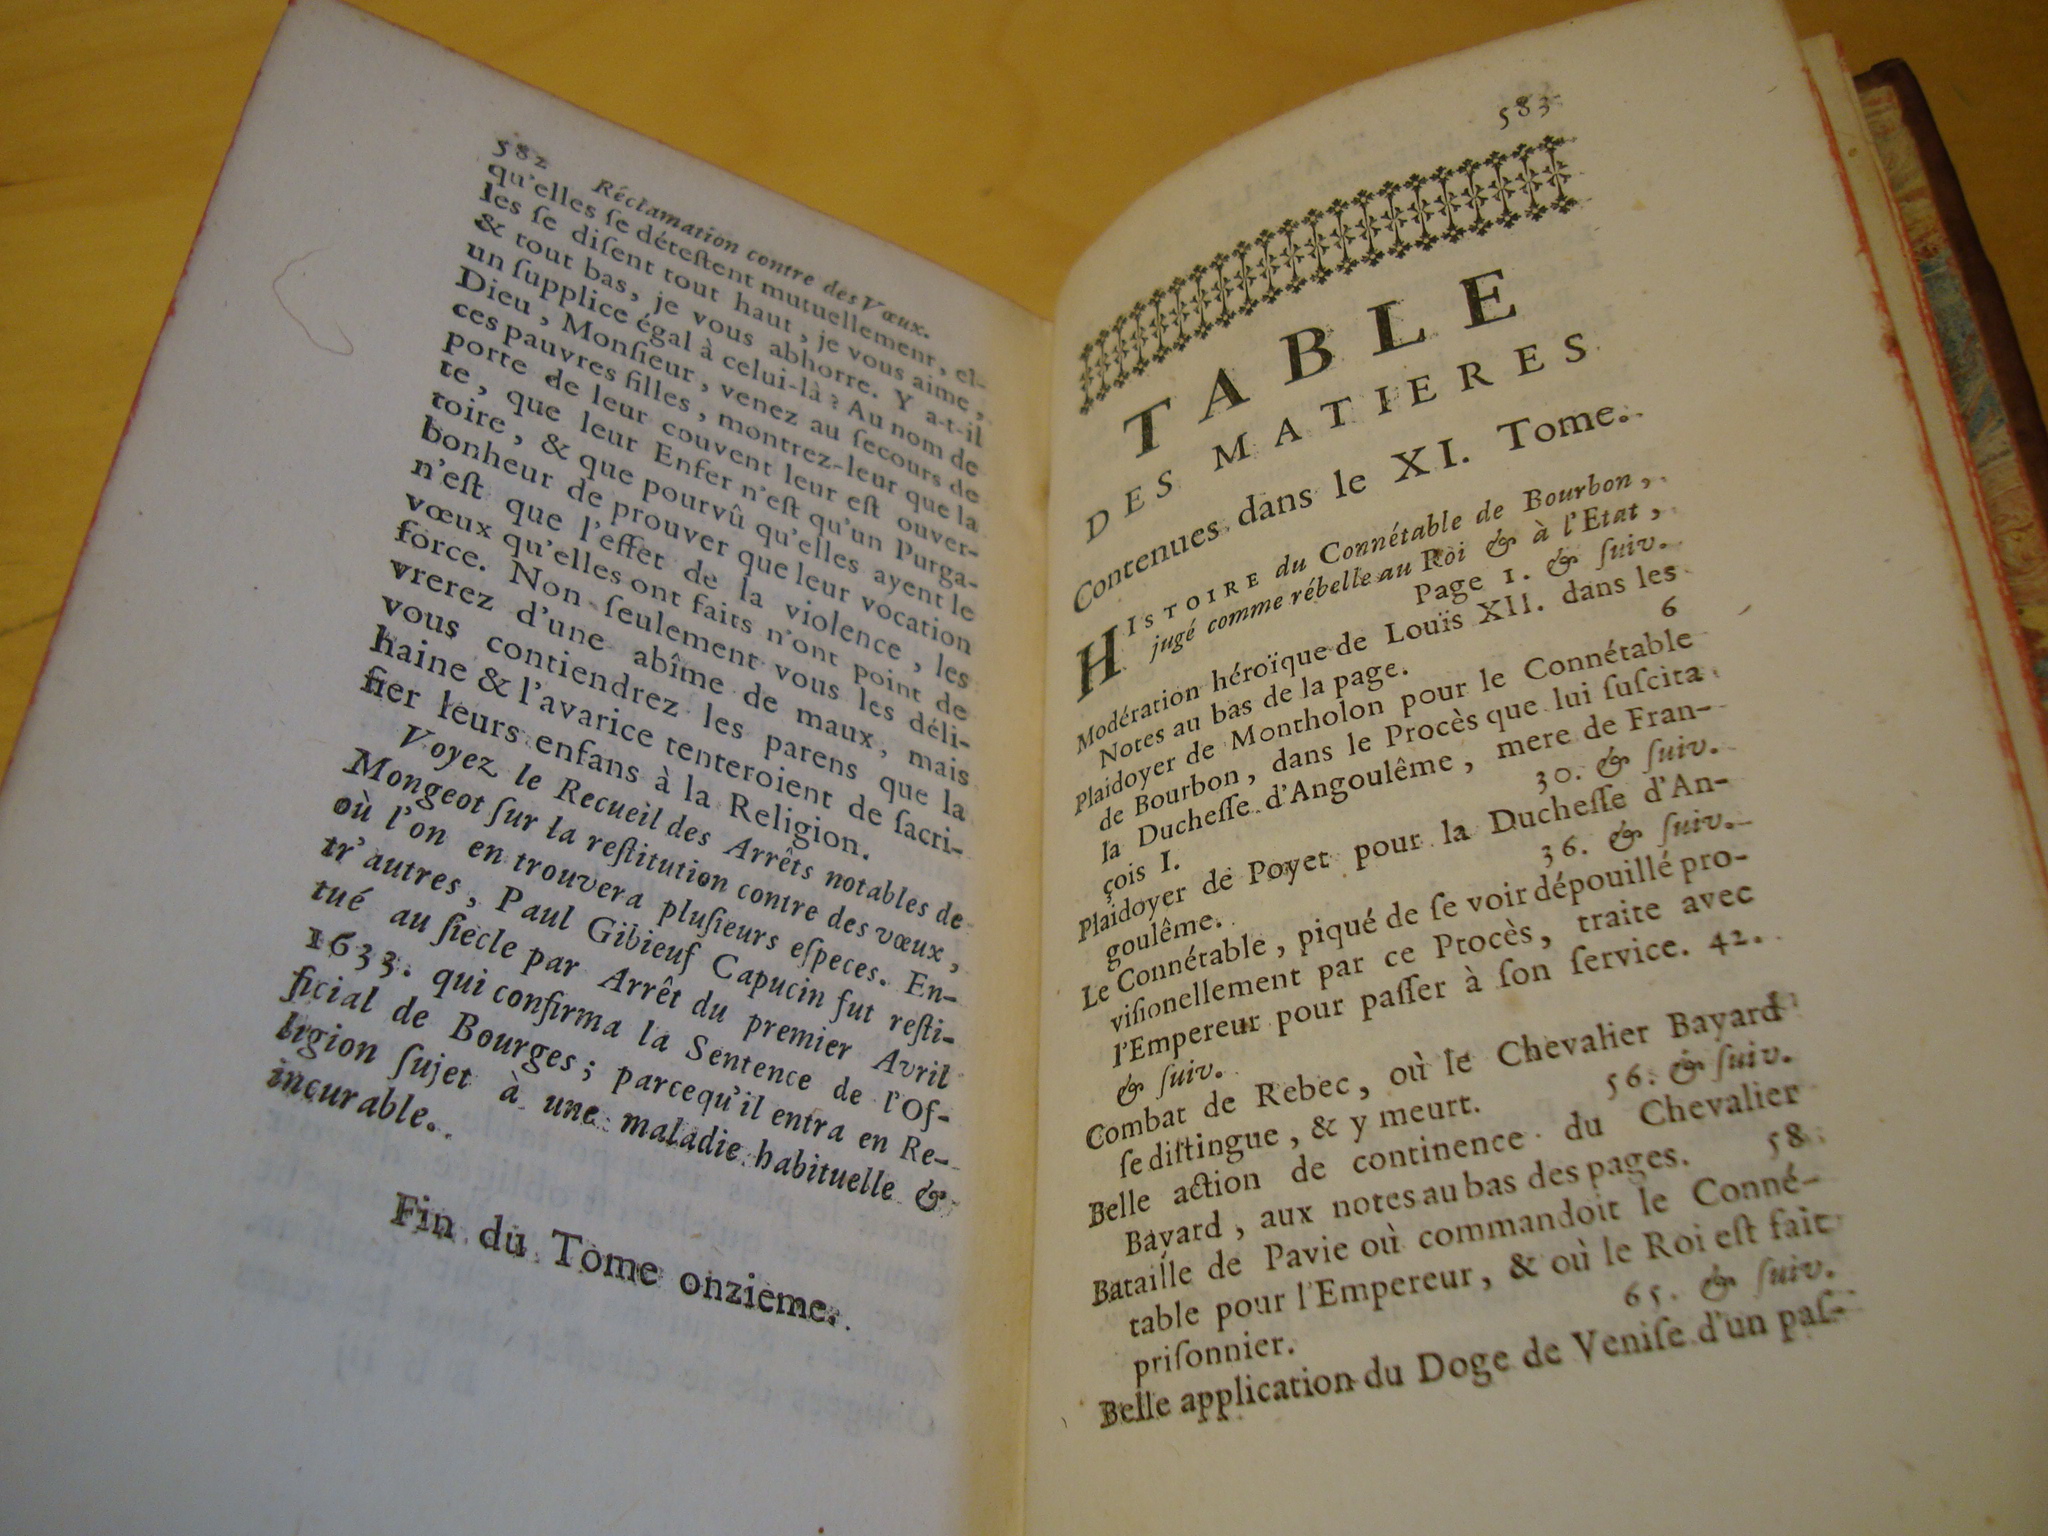 582 Réclamation contre des Vœux.
qu'elles ſe déteſtent mutuellement, el-
les ſe diſent tout haut, je vous aime,
& tout bas, je vous abhorre. Y a-t-il
un ſupplice égal à celui-là? Au nom de
Dieu, Monſieur, venez au ſecours de
ces pauvres filles, montrez-leur que la
porte de leur couvent leur eſt ouver-
te, que leur Enfer n'eſt qu'un Purga-
toire, & que pourvû qu'elles ayent le
bonheur de prouver que leur vocation
n'eſt que l'effet de la violence, les
vœux qu'elles ont faits n'ont point de
force. Non ſeulement vous les déli-
vrerez d'une abîme de maux, mais
vous contiendrez les parens que la
haine & l'avarice tenteroient de ſacri-
fier leurs enfans à la Religion.
Voyez le Recueil des Arrêts notables de
Mongeot ſur la reſtitution contre des vœux,
où l'on en trouvera pluſieurs eſpeces. En-
tr'autres, Paul Gibieuf Capucin fut reſti-
tué au ſiecle par Arrêt du premier Avril
1633. qui confirma la Sentence de l'Of-
ficial de Bourges; parcequ'il entra en Re-
ligion ſujet à une maladie habituelle &
incurable.
Fin du Tome onzieme.
583
TABLE
DES MATIERES
Contenues dans le XI. Tome.
HISTOIRE du Connétable de Bourbon,
jugé comme rébelle au Roi & à l'Etat,
Page 1. & ſuiv.
Modération héroïque de Louïs XII. dans les
Notes au bas de la page. 6
Plaidoyer de Montholon pour le Connétable
de Bourbon, dans le Procès que lui ſuſcita
la Ducheſſe d'Angoulême, mere de Fran-
çois I. 30. & ſuiv.
Plaidoyer de Poyet pour la Ducheſſe d'An-
goulême. 36. & ſuiv.
Le Connétable, piqué de ſe voir dépouillé pro-
viſionellement par ce Procès, traite avec
l'Empereur pour paſſer à ſon ſervice. 42.
& ſuiv.
Combat de Rebec, où le Chevalier Bayard
ſe diſtingue, & y meurt. 56. & ſuiv.
Belle action de continence du Chevalier
Bayard, aux notes au bas des pages. 58
Bataille de Pavie où commandoit le Conné-
table pour l'Empereur, & où le Roi eſt fait
priſonnier. 65. & ſuiv.
Belle application du Doge de Veniſe d'un paſ-